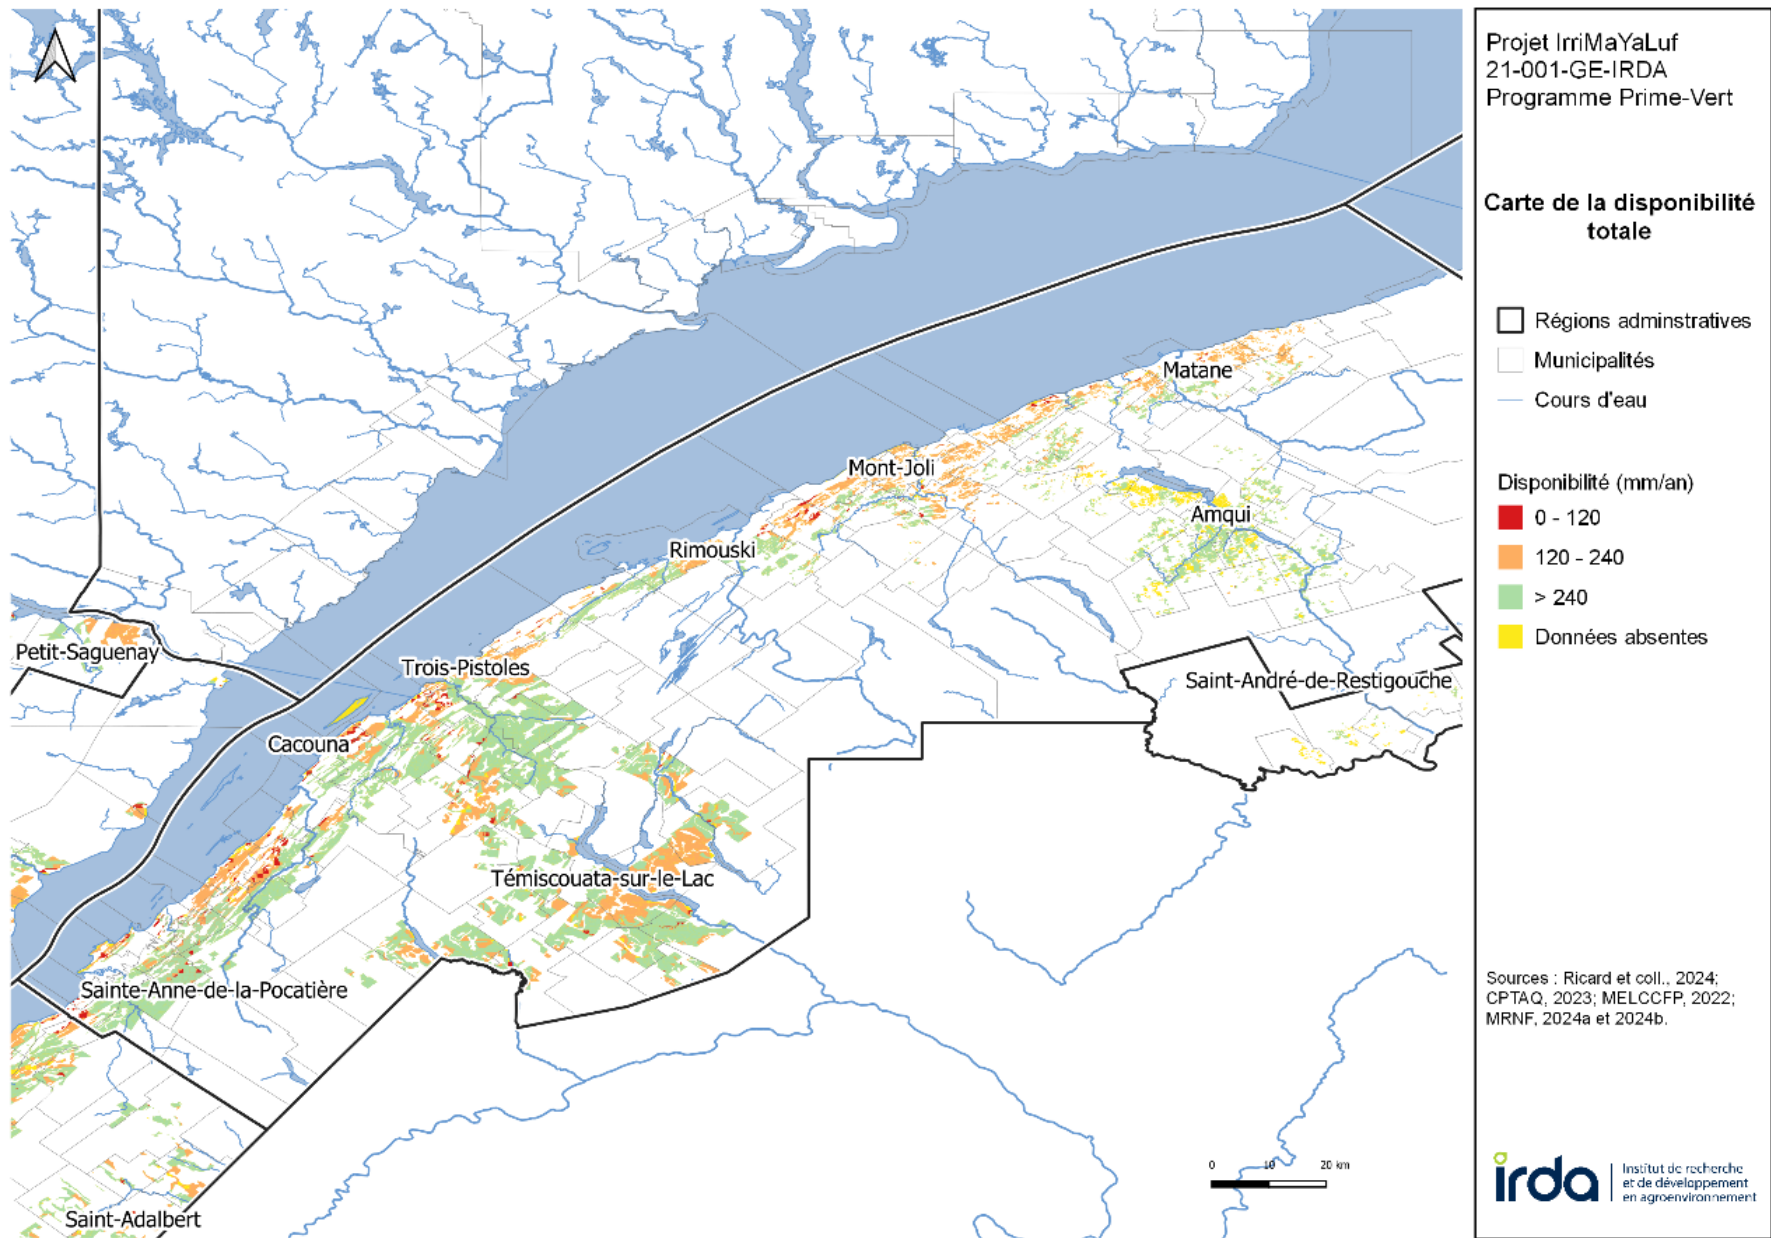 Projet IrriMaYaLuf
21-001-GE-IRDA
Programme Prime-Vert
Carte de la disponibilité
totale
Régions adminstratives
Municipalités
Cours d'eau
Disponibilité (mm/an)
0 - 120
120 - 240
> 240
Données absentes
Sources : Ricard et coll., 2024;
CPTAQ, 2023; MELCCFP, 2022;
MRNF, 2024a et 2024b.
irda
Institut de recherche
et de développement
en agroenvironnement
Matane
Mont-Joli
Amqui
Rimouski
Petit-Saguenay
Trois-Pistoles
Saint-André-de-Restigouche
Cacouna
Témiscouata-sur-le-Lac
Sainte-Anne-de-la-Pocatière
Saint-Adalbert
0 10 20 km